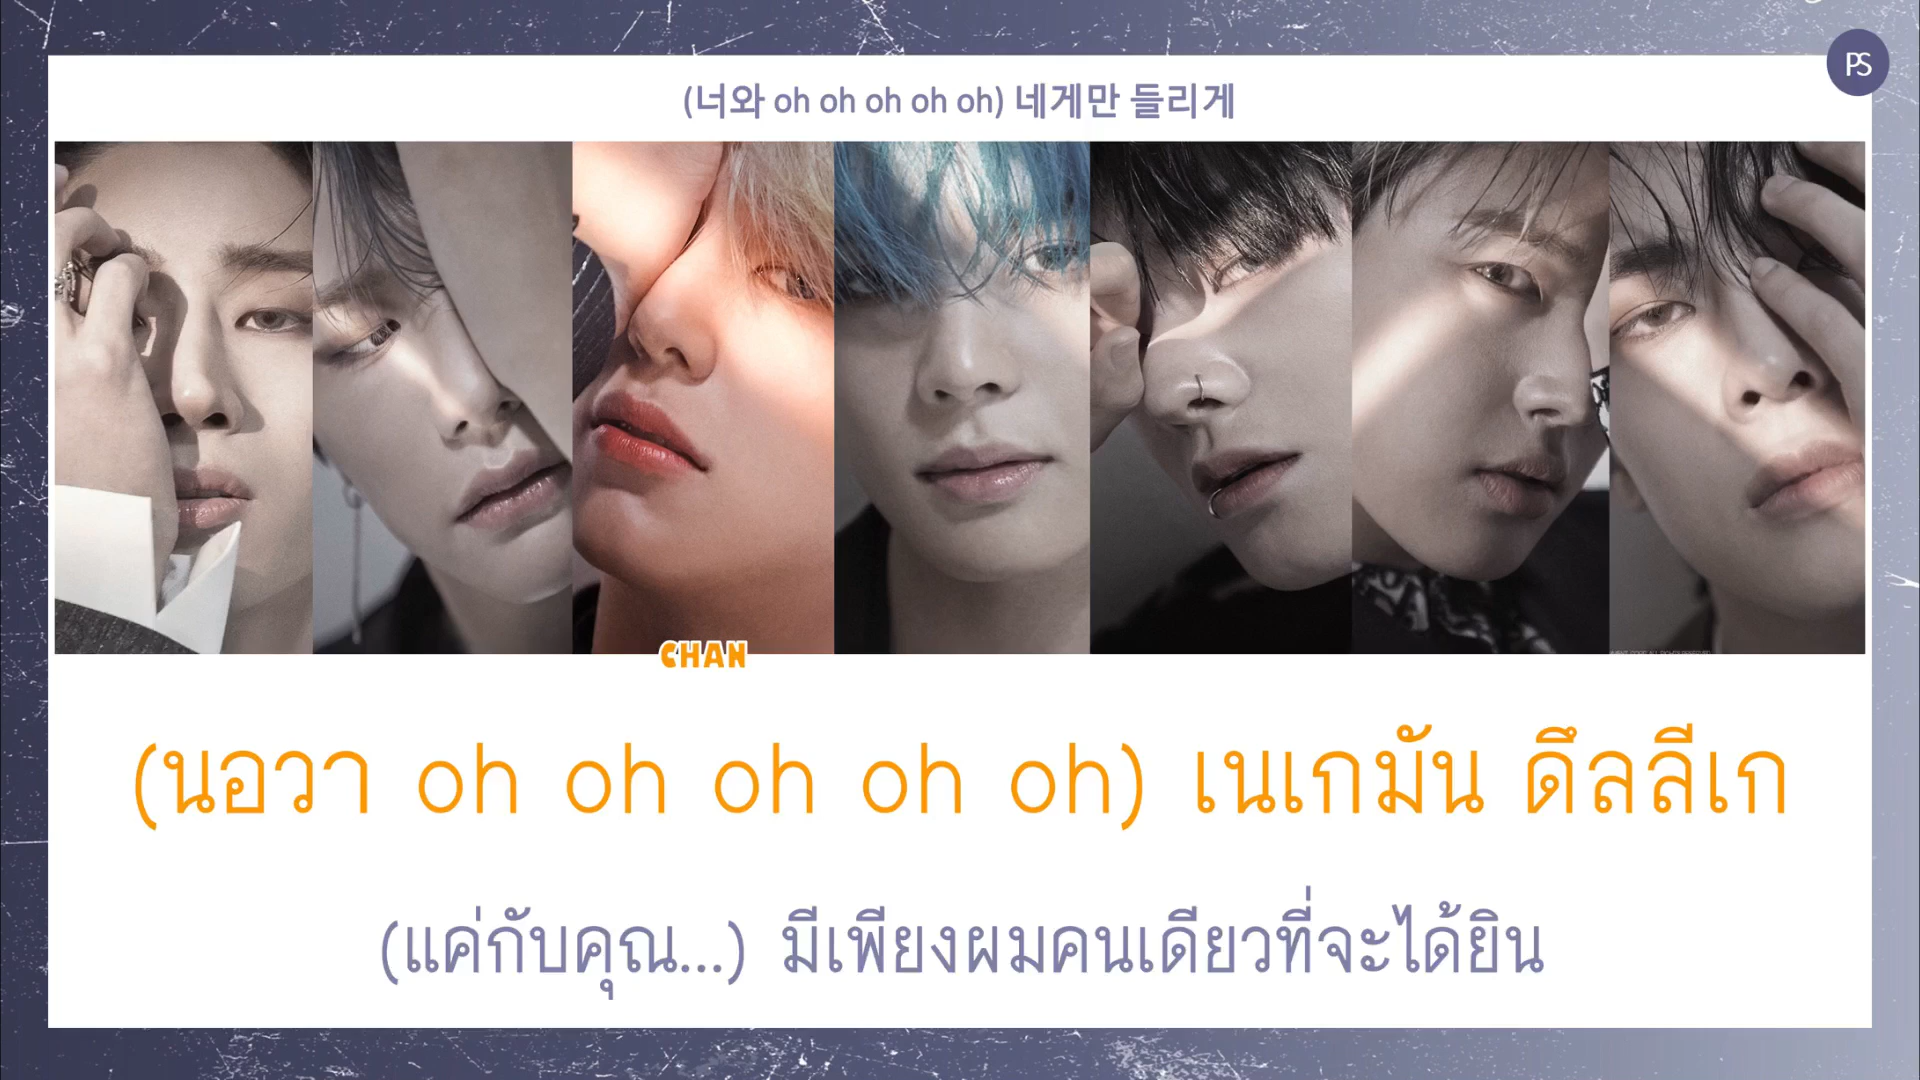 PS
(너와 oh oh oh oh oh) 네게만 들리게
CHAN
(นอวา oh oh oh oh oh) เนเกมัน ดึลลีเก
(แค่กับคุณ...) มีเพียงผมคนเดียวที่จะได้ยิน